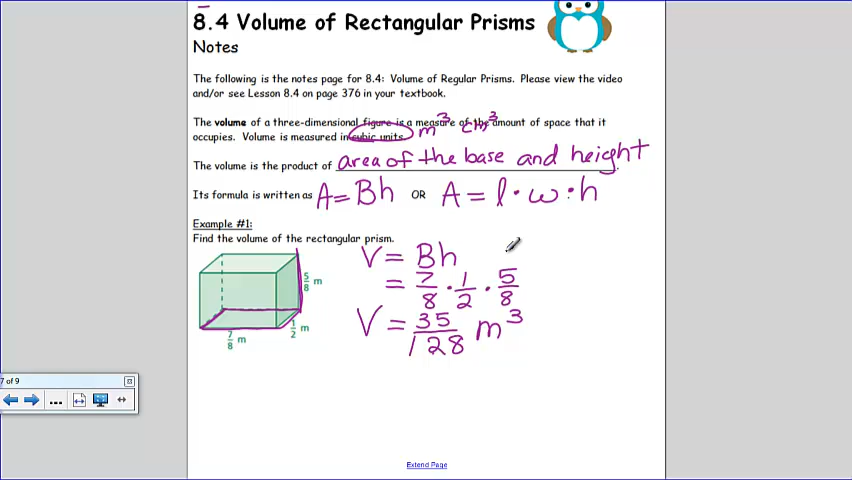 8.4 Volume of Rectangular Prisms
Notes
The following is the notes page for 8.4: Volume of Regular Prisms. Please view the video
and/or see Lesson 8.4 on page 376 in your textbook.
The volume of a three-dimensional figure is a measure of the amount of space that it
occupies. Volume is measured in cubic units. m³ cm³
The volume is the product of area of the base and height.
Its formula is written as A = Bh OR A = l · w · h
Example #1:
Find the volume of the rectangular prism.
V = Bh
= 7/8 · 1/2 · 5/8
V = 35/128 m³
5/8 m
1/2 m
7/8 m
7 of 9
...
Extend Page